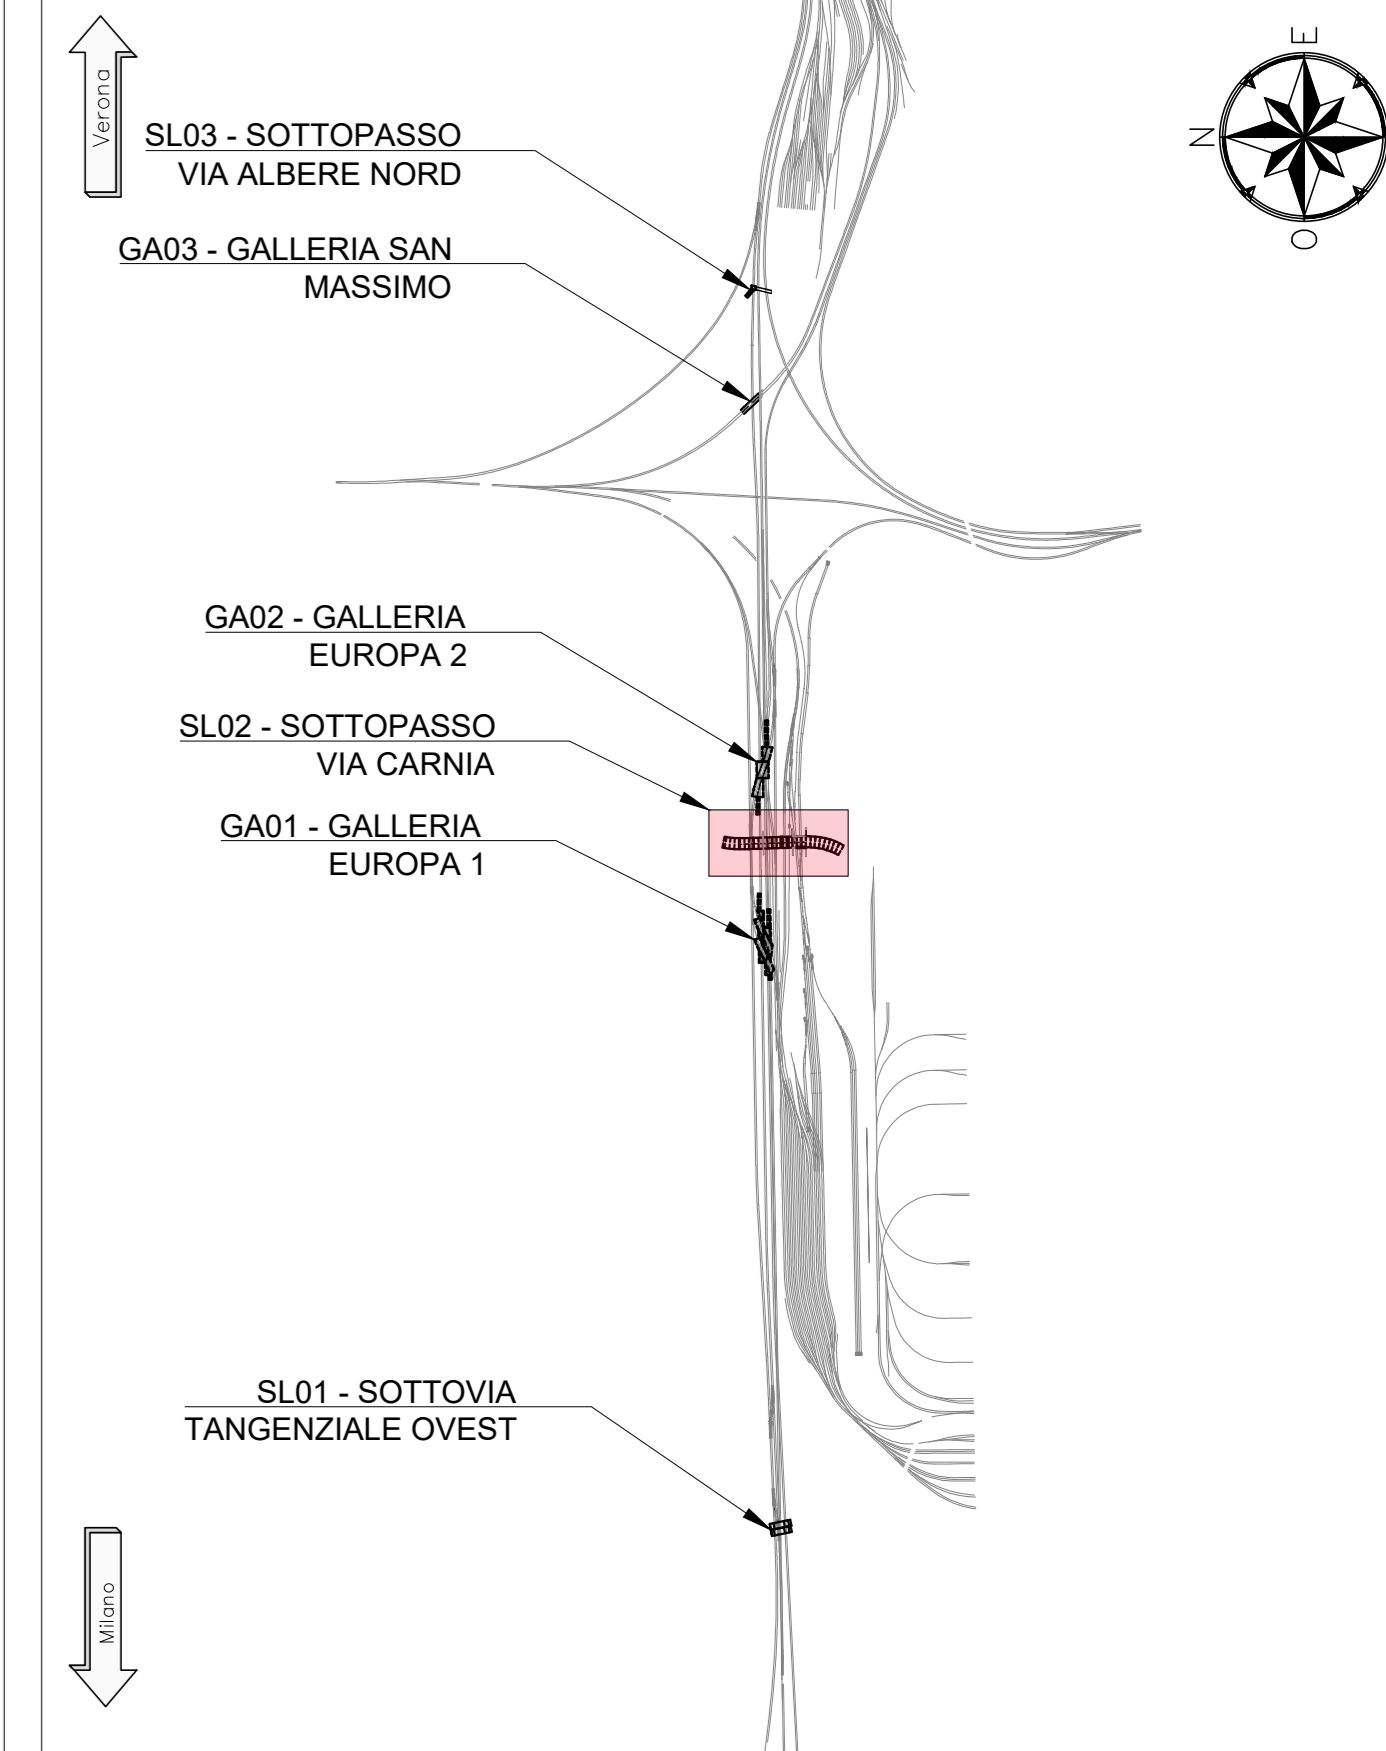 E
N
O
Verona
SL03 - SOTTOPASSO
VIA ALBERE NORD
GA03 - GALLERIA SAN
MASSIMO
GA02 - GALLERIA
EUROPA 2
SL02 - SOTTOPASSO
VIA CARNIA
GA01 - GALLERIA
EUROPA 1
SL01 - SOTTOVIA
TANGENZIALE OVEST
Milano